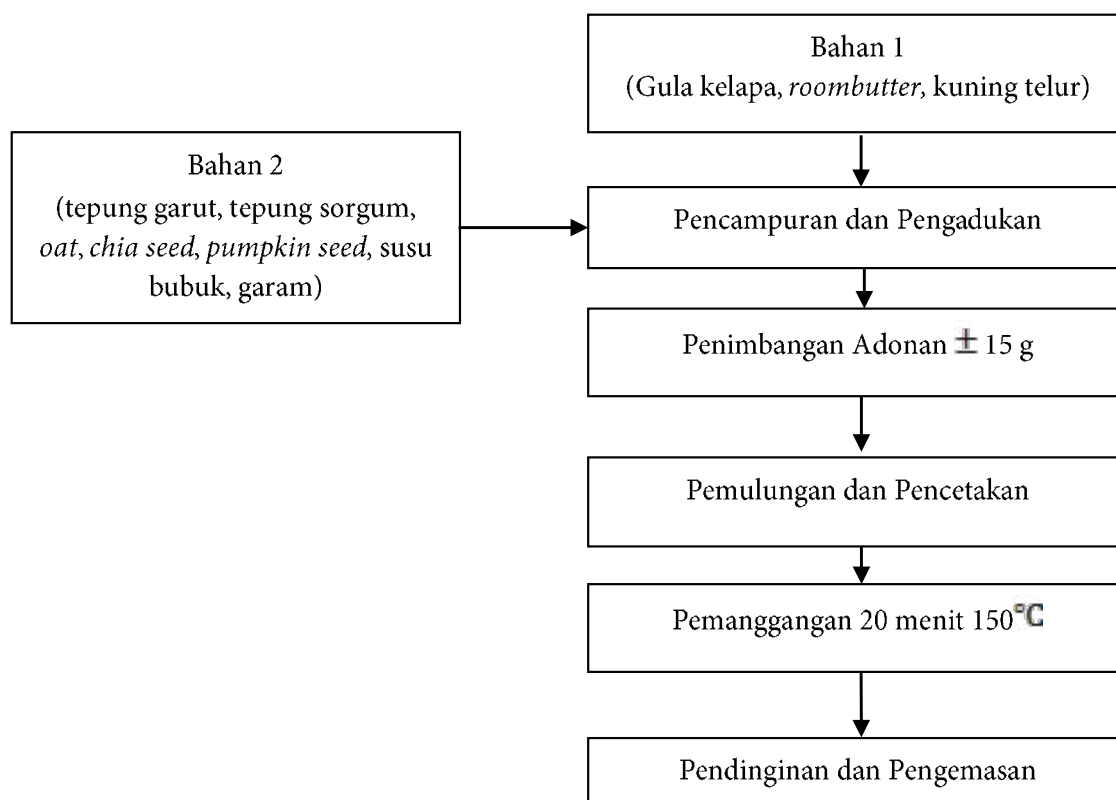 Bahan 1
(Gula kelapa, roombutter, kuning telur)
Bahan 2
(tepung garut, tepung sorgum,
oat, chia seed, pumpkin seed, susu
bubuk, garam)
Pencampuran dan Pengadukan
Penimbangan Adonan ± 15 g
Pemulungan dan Pencetakan
Pemanggangan 20 menit 150°C
Pendinginan dan Pengemasan